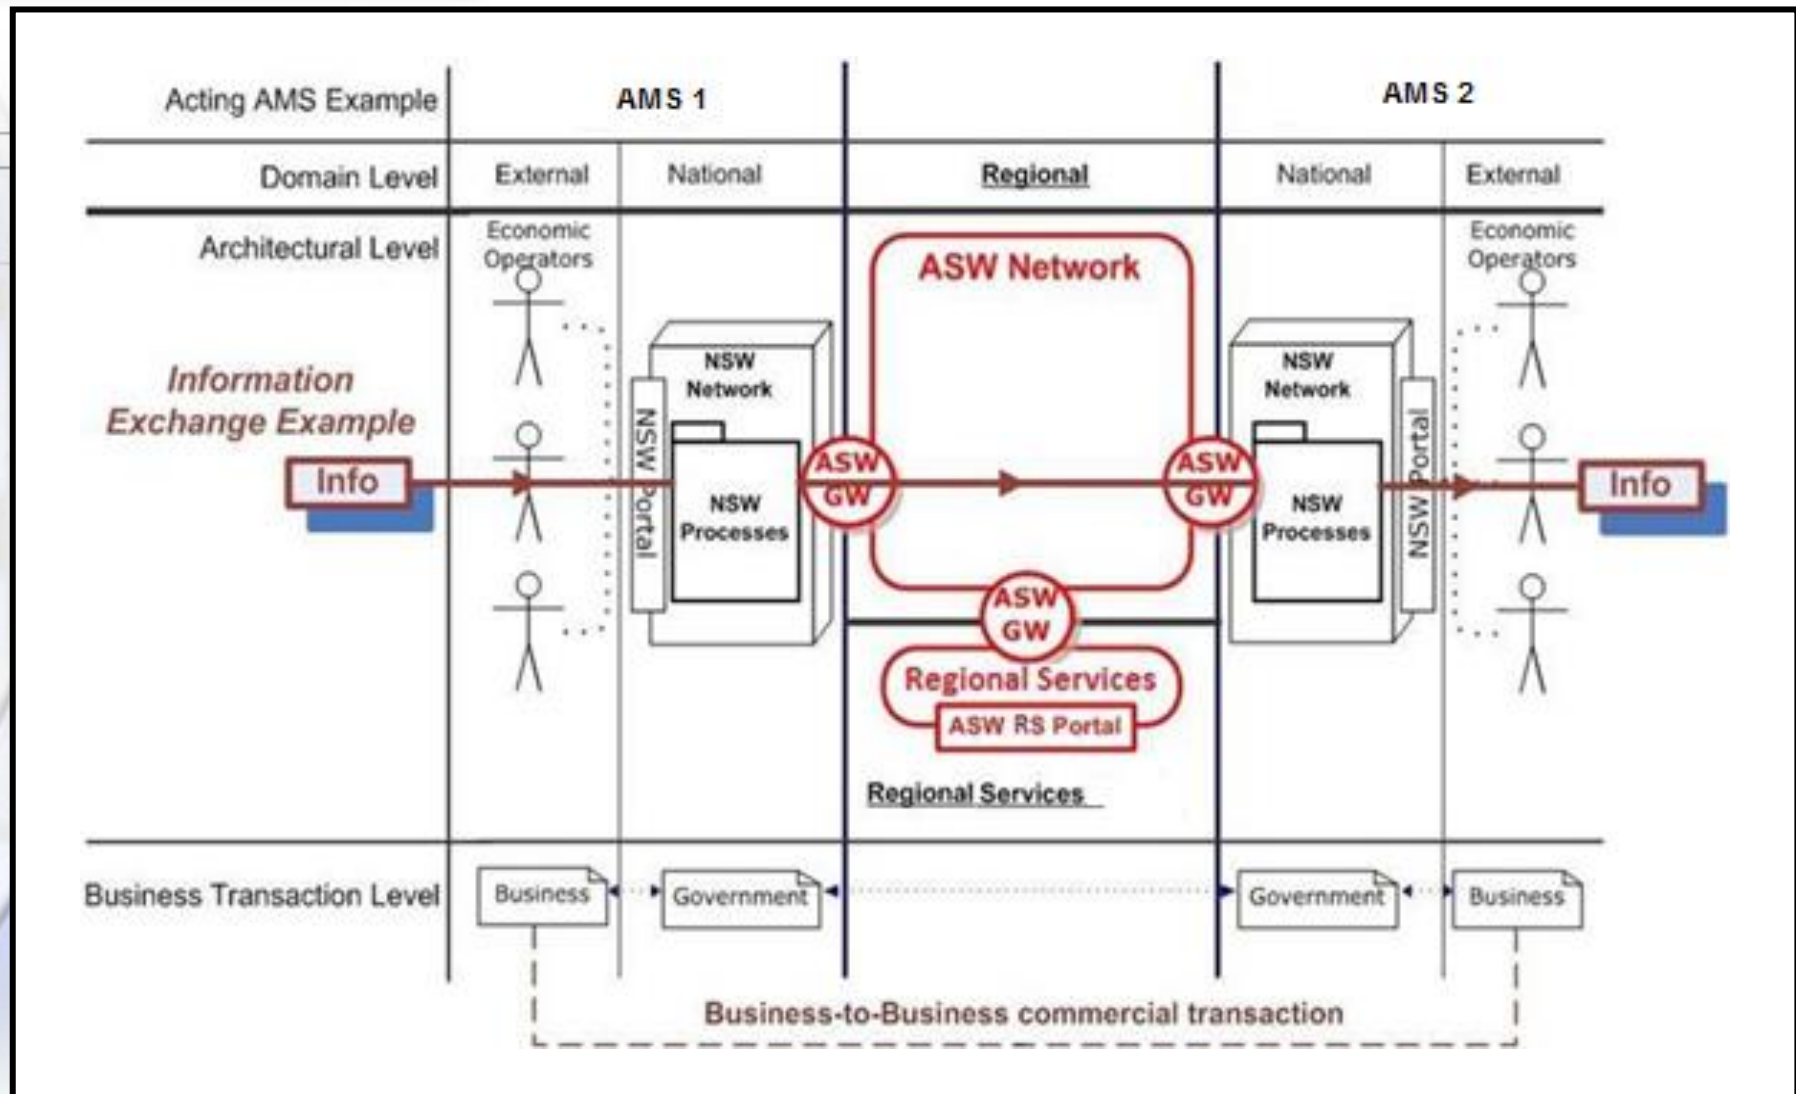 Acting AMS Example
AMS 1
AMS 2
Domain Level
External
National
Regional
National
External
Architectural Level
Economic
Operators
ASW Network
Economic
Operators
Information
Exchange Example
Info
NSW Portal
NSW
Network
NSW
Processes
ASW
GW
ASW
GW
NSW
Network
NSW
Processes
NSW Portal
Info
ASW
GW
Regional Services
ASW RS Portal
Regional Services
Business Transaction Level
Business
Government
Government
Business
Business-to-Business commercial transaction